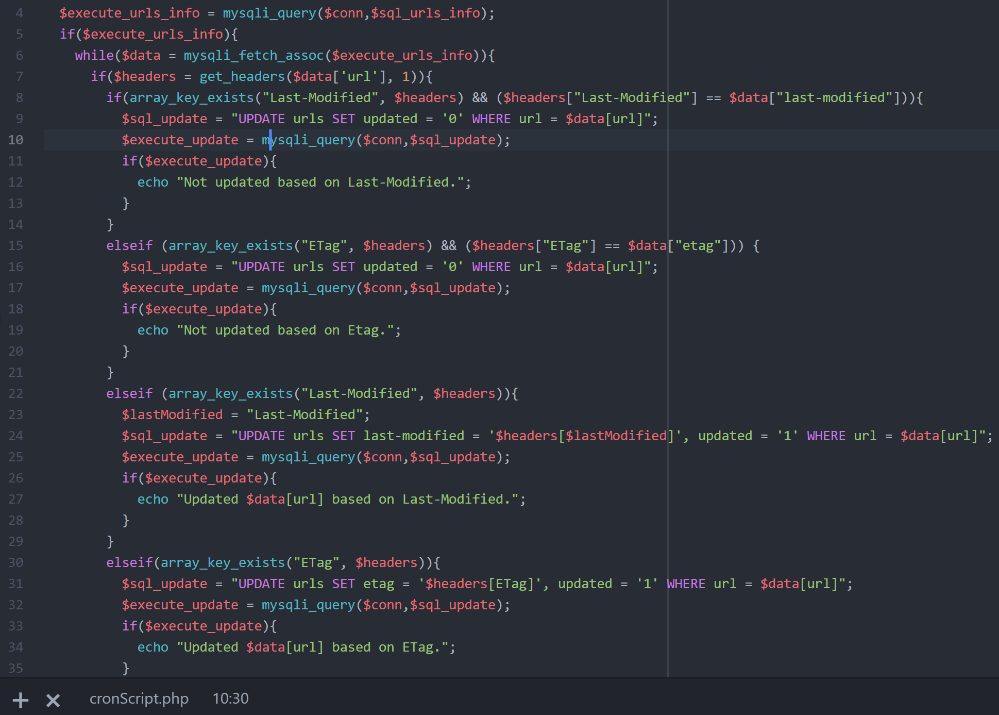 4 $execute_urls_info = mysqli_query($conn,$sql_urls_info);
5 if($execute_urls_info){
6 while($data = mysqli_fetch_assoc($execute_urls_info)){
7 if($headers = get_headers($data['url'], 1)){
8 if(array_key_exists("Last-Modified", $headers) && ($headers["Last-Modified"] == $data["last-modified"])){
9 $sql_update = "UPDATE urls SET updated = '0' WHERE url = $data[url]";
10 $execute_update = mysqli_query($conn,$sql_update);
11 if($execute_update){
12 echo "Not updated based on Last-Modified.";
13 }
14 }
15 elseif (array_key_exists("ETag", $headers) && ($headers["ETag"] == $data["etag"])) {
16 $sql_update = "UPDATE urls SET updated = '0' WHERE url = $data[url]";
17 $execute_update = mysqli_query($conn,$sql_update);
18 if($execute_update){
19 echo "Not updated based on Etag.";
20 }
21 }
22 elseif (array_key_exists("Last-Modified", $headers)){
23 $lastModified = "Last-Modified";
24 $sql_update = "UPDATE urls SET last-modified = '$headers[$lastModified]', updated = '1' WHERE url = $data[url]";
25 $execute_update = mysqli_query($conn,$sql_update);
26 if($execute_update){
27 echo "Updated $data[url] based on Last-Modified.";
28 }
29 }
30 elseif(array_key_exists("ETag", $headers)){
31 $sql_update = "UPDATE urls SET etag = '$headers[ETag]', updated = '1' WHERE url = $data[url]";
32 $execute_update = mysqli_query($conn,$sql_update);
33 if($execute_update){
34 echo "Updated $data[url] based on ETag.";
35 }
cronScript.php 10:30